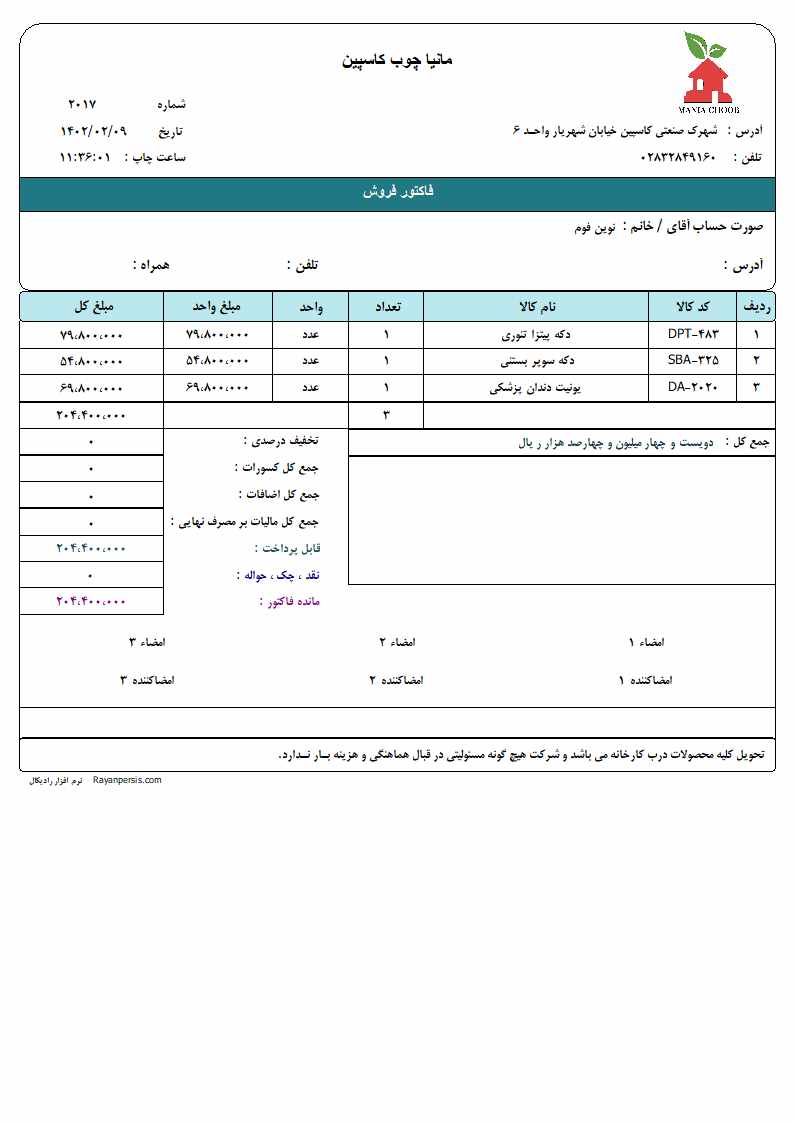 مانیا چوب کاسپین
MANIA CHOOB
شماره ۲۰۱۷
آدرس : شهرک صنعتی کاسپین خیابان شهریار واحد ۶
تاریخ ۱۴۰۲/۰۲/۰۹
تلفن : ۰۲۸۳۲۸۴۹۱۶۰
ساعت چاپ : ۱۱:۳۶:۰۱
فاکتور فروش
صورت حساب آقای / خانم : نوین فوم
آدرس : تلفن : همراه :
ردیف کد کالا نام کالا تعداد واحد مبلغ واحد مبلغ کل
۱ DPT-۴۸۳ دکه پیتزا تنوری ۱ عدد ۷۹،۸۰۰،۰۰۰ ۷۹،۸۰۰،۰۰۰
۲ SBA-۳۲۵ دکه سوپر بستنی ۱ عدد ۵۴،۸۰۰،۰۰۰ ۵۴،۸۰۰،۰۰۰
۳ DA-۲۰۲۰ یونیت دندان پزشکی ۱ عدد ۶۹،۸۰۰،۰۰۰ ۶۹،۸۰۰،۰۰۰
۳ ۲۰۴،۴۰۰،۰۰۰
جمع کل : دویست و چهار میلیون و چهارصد هزار ریال
تخفیف درصدی : ۰
جمع کل کسورات : ۰
جمع کل اضافات : ۰
جمع کل مالیات بر مصرف نهایی : ۰
قابل پرداخت : ۲۰۴،۴۰۰،۰۰۰
نقد ، چک ، حواله : ۰
مانده فاکتور : ۲۰۴،۴۰۰،۰۰۰
امضاء ۱ امضاء ۲ امضاء ۳
امضاکننده ۱ امضاکننده ۲ امضاکننده ۳
تحویل کلیه محصولات درب کارخانه می باشد و شرکت هیچ گونه مسئولیتی در قبال هماهنگی و هزینه بـار نـدارد.
نرم افزار رادیکال Rayanpersis.com